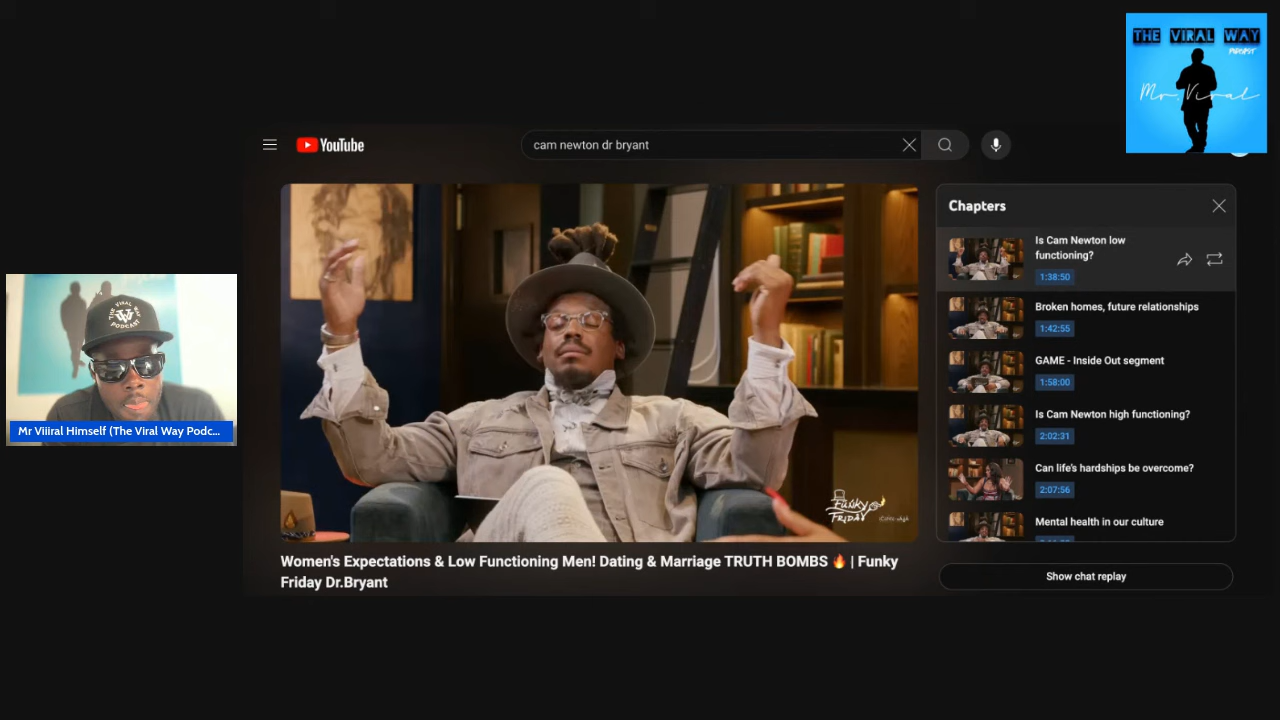 THE VIRAL WAY
PODCAST
Mr. Viral
YouTube
cam newton dr bryant
Chapters
Is Cam Newton low
functioning?
1:38:50
Broken homes, future relationships
1:42:55
GAME - Inside Out segment
1:58:00
Is Cam Newton high functioning?
2:02:31
Can life's hardships be overcome?
2:07:56
Mental health in our culture
Show chat replay
THE VIRAL WAY
PODCAST
Mr Viiiral Himself (The Viral Way Podc...
FUNKY
FRIDAY
Women's Expectations & Low Functioning Men! Dating & Marriage TRUTH BOMBS 🔥 | Funky
Friday Dr.Bryant